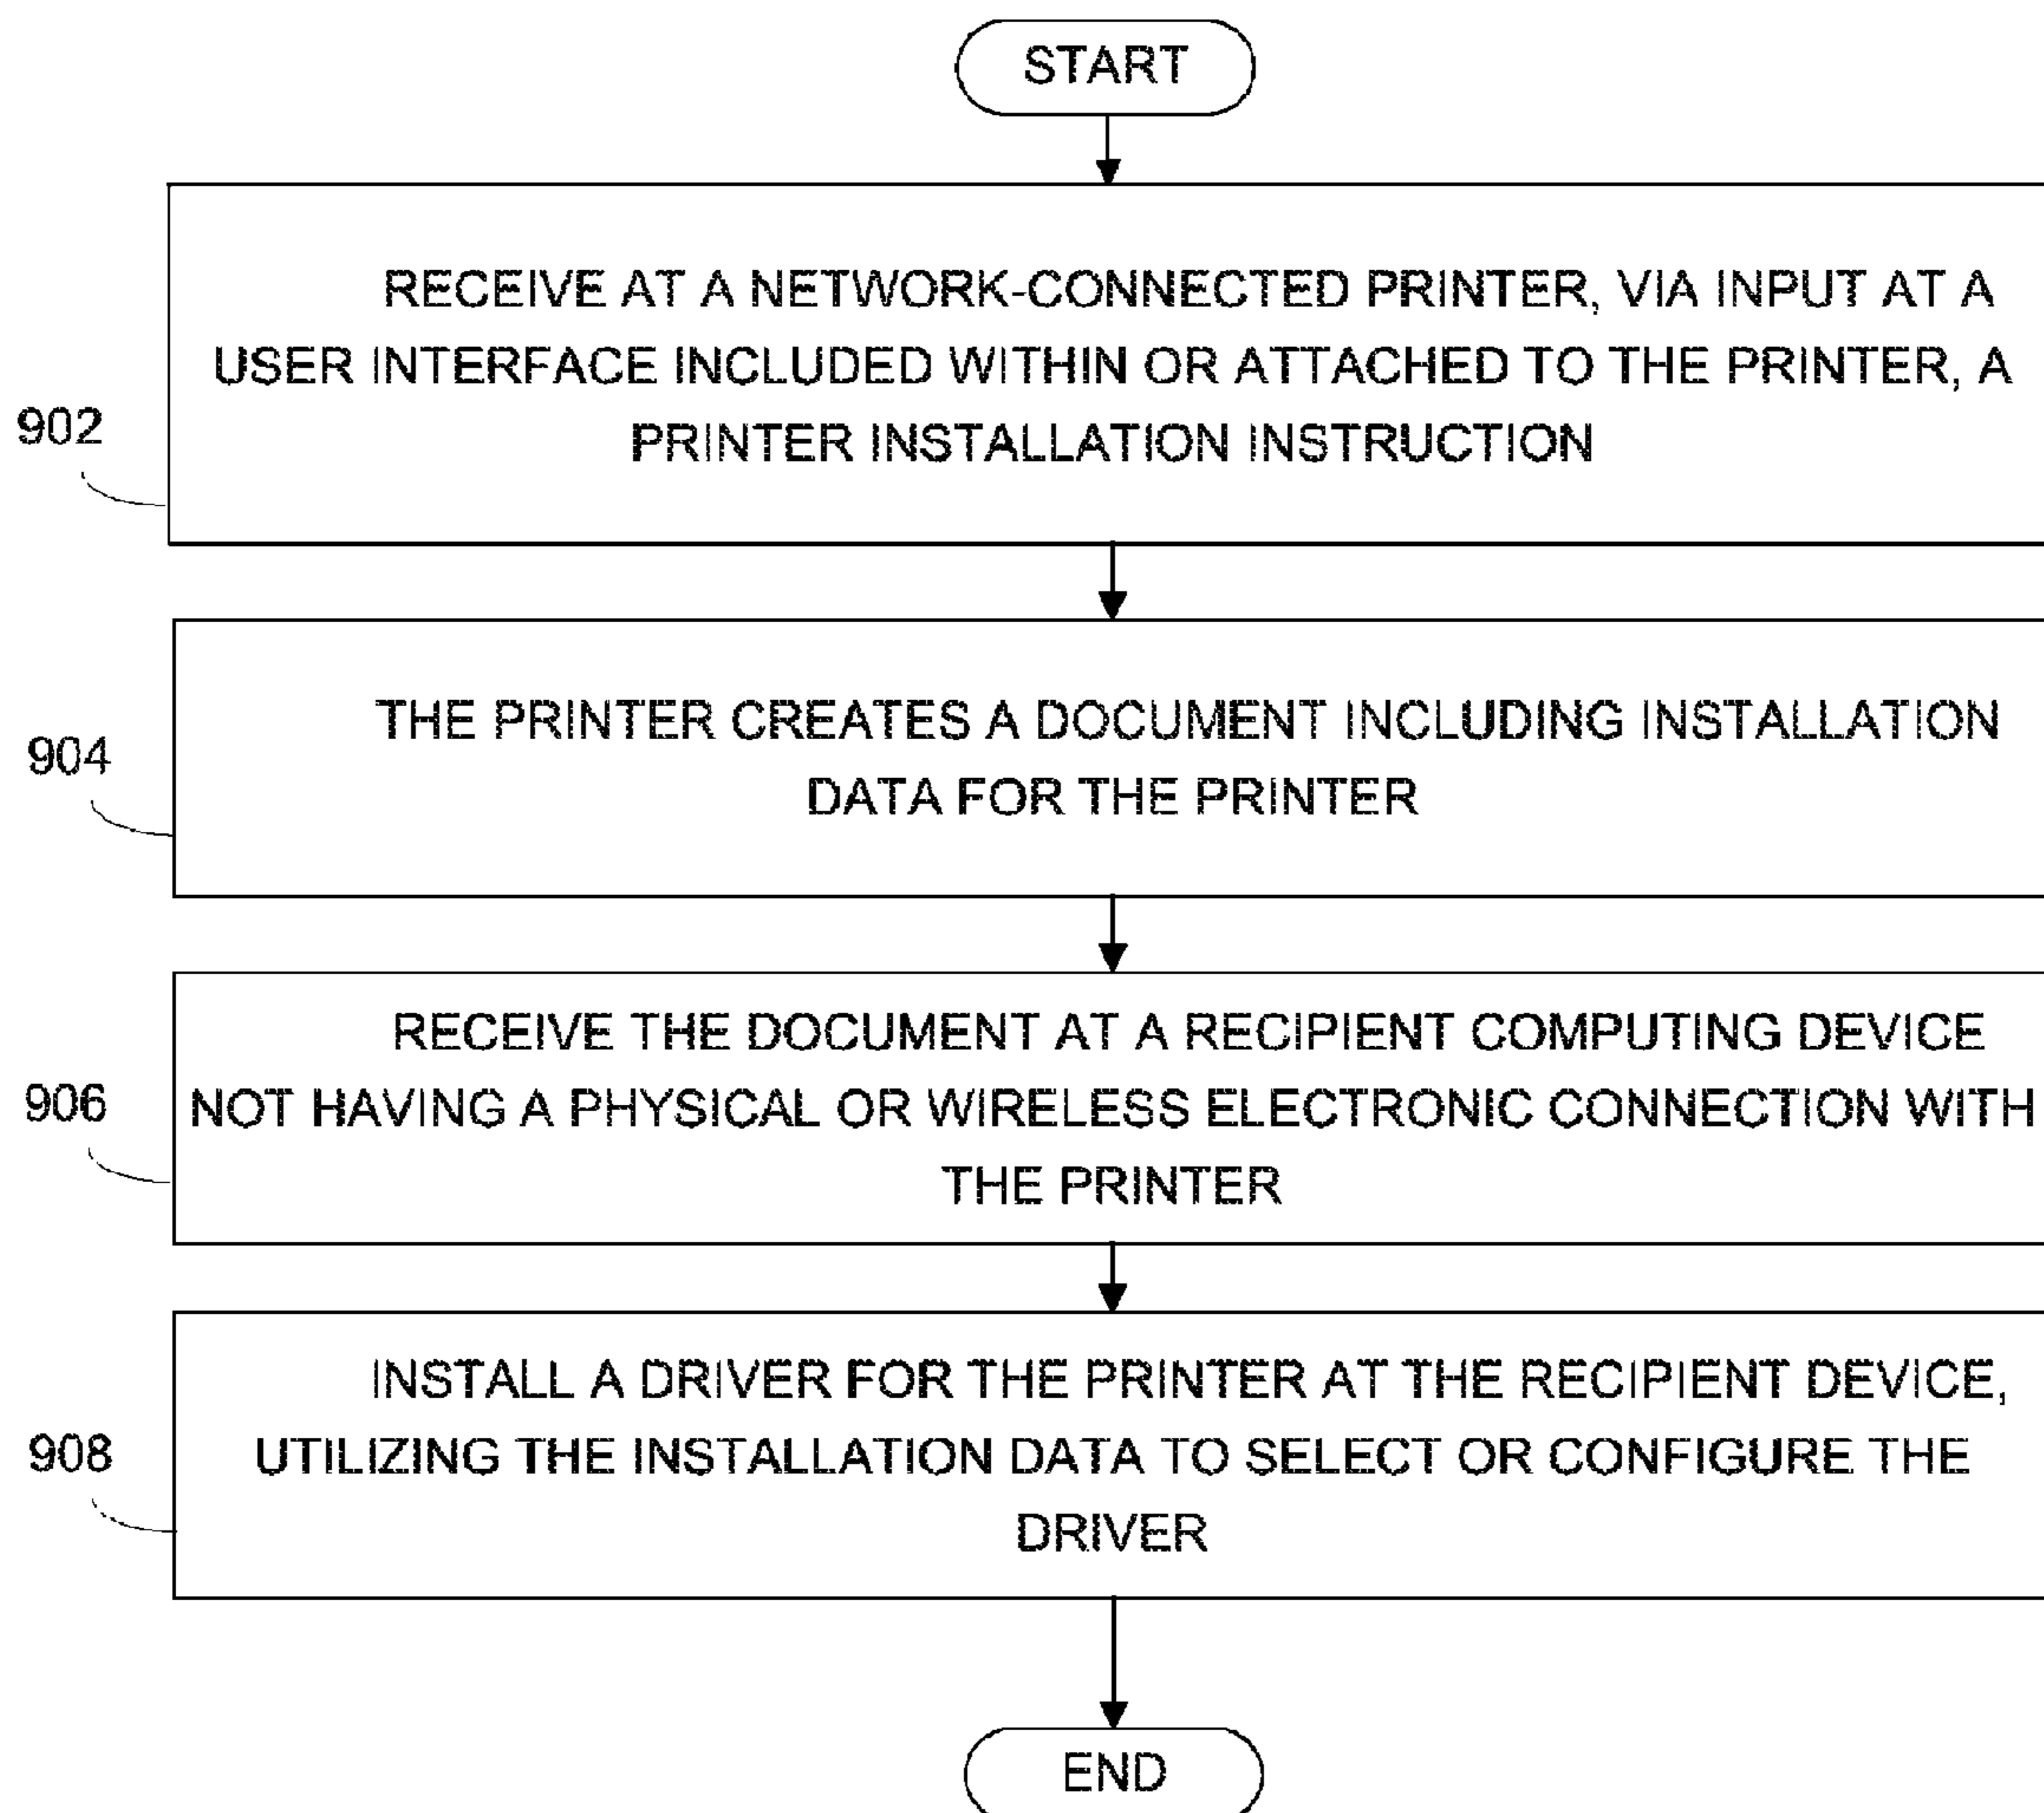 START
RECEIVE AT A NETWORK-CONNECTED PRINTER, VIA INPUT AT A
USER INTERFACE INCLUDED WITHIN OR ATTACHED TO THE PRINTER, A
PRINTER INSTALLATION INSTRUCTION
902
THE PRINTER CREATES A DOCUMENT INCLUDING INSTALLATION
DATA FOR THE PRINTER
904
RECEIVE THE DOCUMENT AT A RECIPIENT COMPUTING DEVICE
NOT HAVING A PHYSICAL OR WIRELESS ELECTRONIC CONNECTION WITH
THE PRINTER
906
INSTALL A DRIVER FOR THE PRINTER AT THE RECIPIENT DEVICE,
UTILIZING THE INSTALLATION DATA TO SELECT OR CONFIGURE THE
DRIVER
908
END